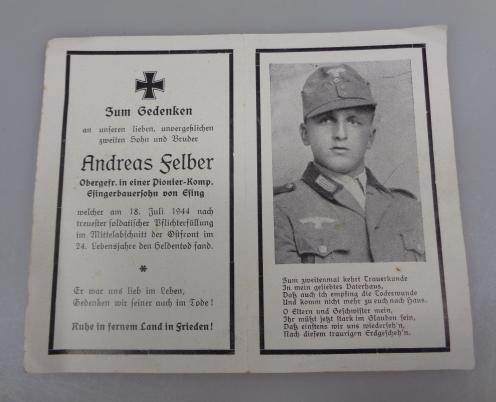 Zum Gedenken
an unseren lieben, unvergeßlichen
zweiten Sohn und Bruder
Andreas Felber
Obergefr. in einer Pionier-Komp.
Esingerbauersohn von Esing
welcher am 18. Juli 1944 nach
treuester soldatischer Pflichterfüllung
im Mittelabschnitt der Ostfront im
24. Lebensjahre den Heldentod fand.
*
Er war uns lieb im Leben,
Gedenken wir seiner auch im Tode!
Ruhe in fernem Land in Frieden!
Zum zweitenmal kehrt Trauerkunde
In mein geliebtes Vaterhaus,
Daß auch ich empfing die Todeswunde
Und komm nicht mehr zu euch nach Haus.
O Eltern und Geschwister mein,
Ihr müßt jetzt stark im Glauben sein,
Daß einstens wir uns wiederseh'n,
Nach diesem traurigen Erdgescheh'n.